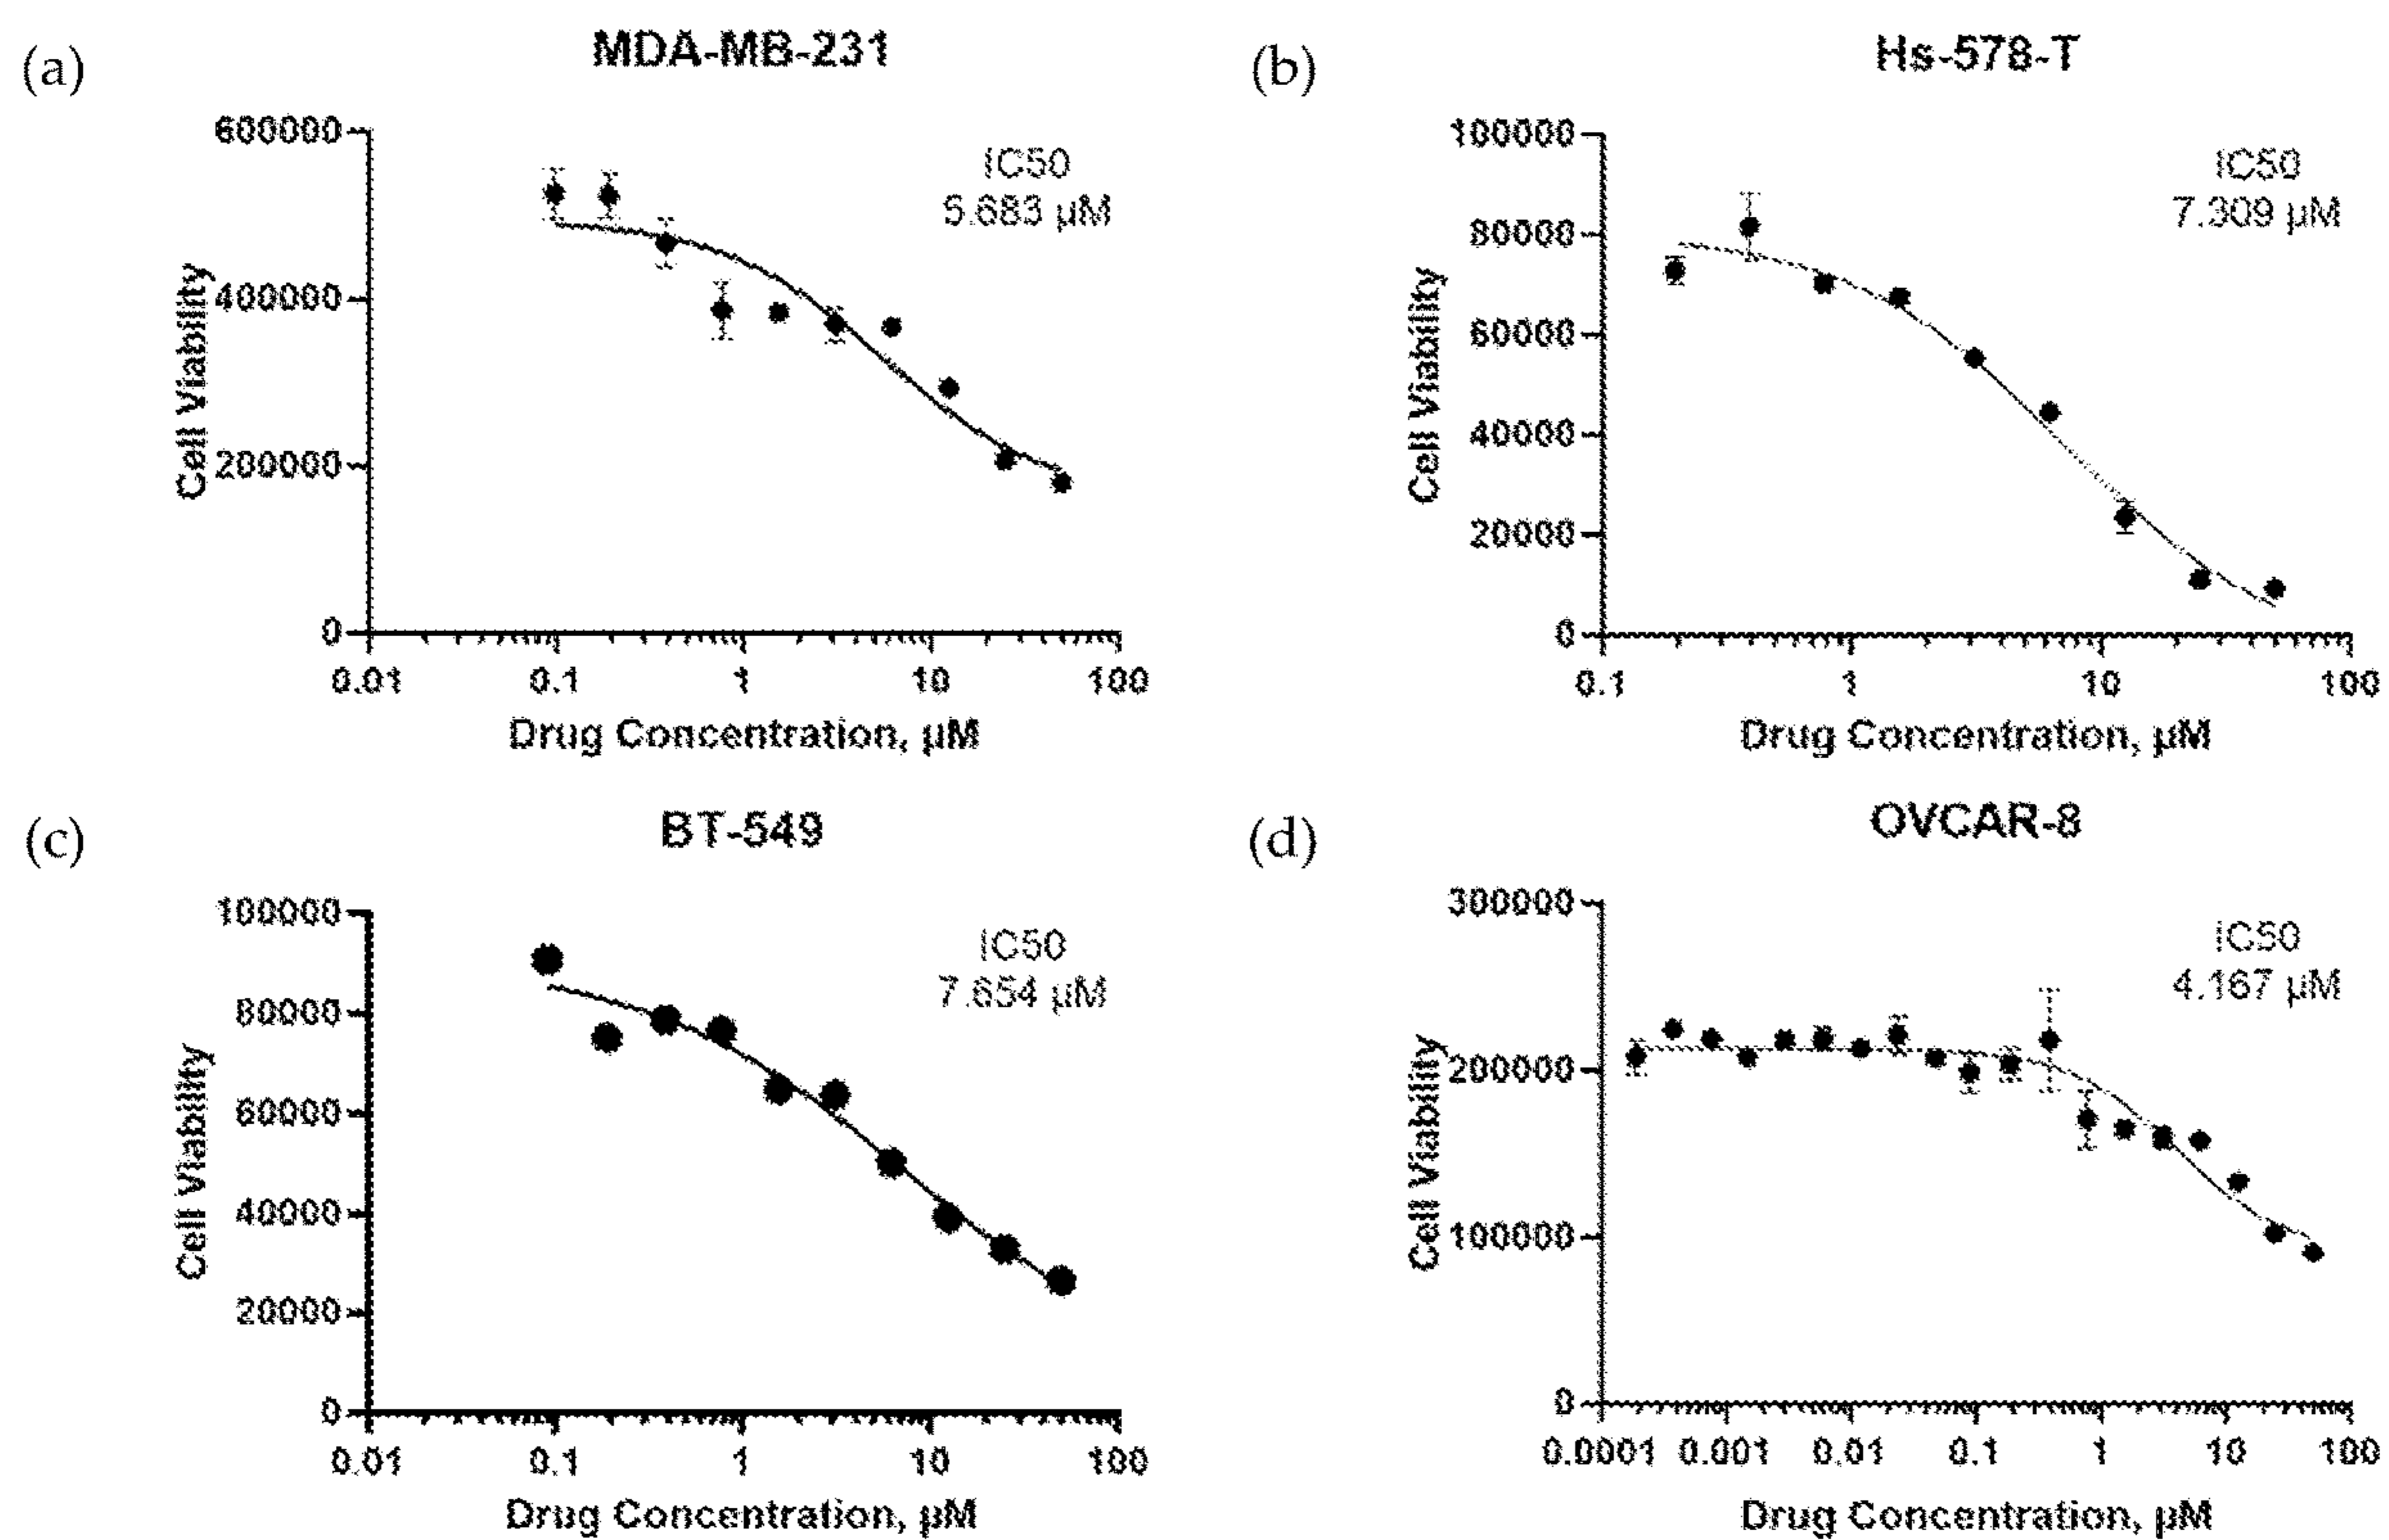 (a)
MDA-MB-231
600000
400000
200000
0
Cell Viability
IC50
5.683 µM
0.01 0.1 1 10 100
Drug Concentration, µM
(b)
Hs-578-T
100000
80000
60000
40000
20000
0
Cell Viability
IC50
7.309 µM
0.1 1 10 100
Drug Concentration, µM
(c)
BT-549
100000
80000
60000
40000
20000
0
Cell Viability
IC50
7.654 µM
0.01 0.1 1 10 100
Drug Concentration, µM
(d)
OVCAR-8
300000
200000
100000
0
Cell Viability
IC50
4.167 µM
0.0001 0.001 0.01 0.1 1 10 100
Drug Concentration, µM